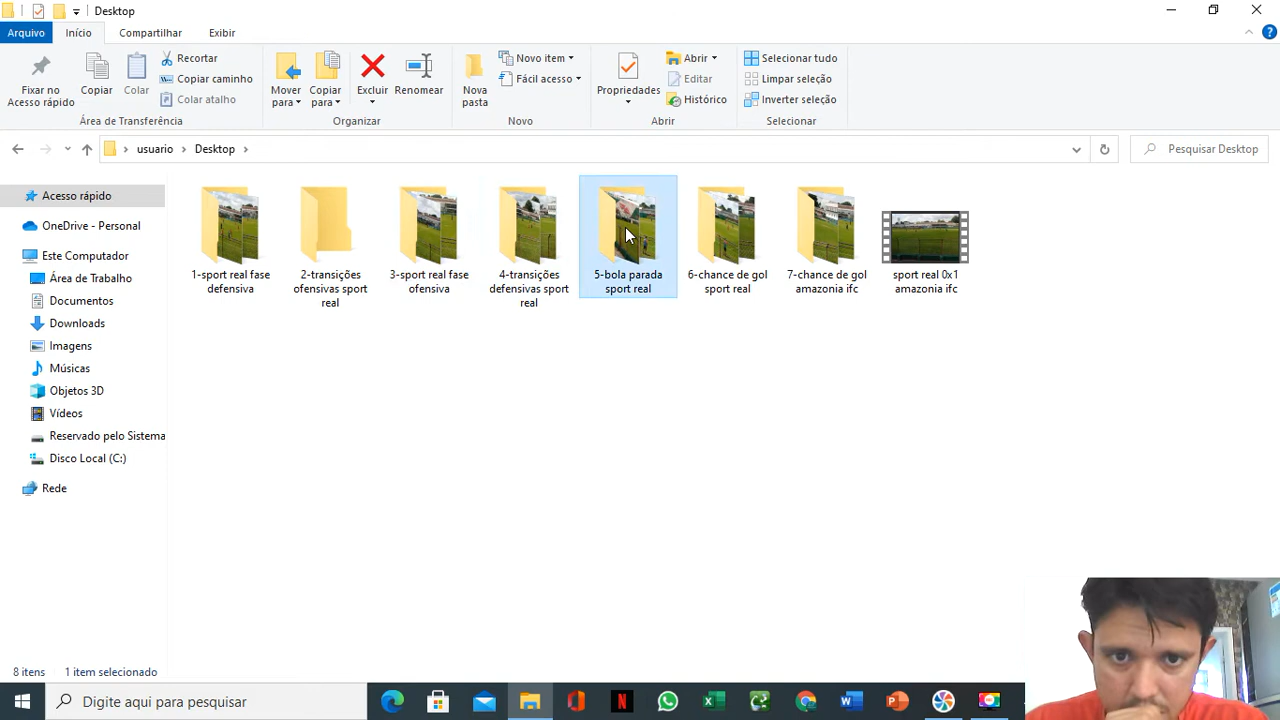 Desktop
Arquivo Início Compartilhar Exibir
Fixar no Acesso rápido
Copiar
Colar
Recortar
Copiar caminho
Colar atalho
Área de Transferência
Mover para
Copiar para
Excluir
Renomear
Organizar
Nova pasta
Novo item
Fácil acesso
Novo
Propriedades
Abrir
Editar
Histórico
Abrir
Selecionar tudo
Limpar seleção
Inverter seleção
Selecionar
usuario Desktop
Pesquisar Desktop
Acesso rápido
OneDrive - Personal
Este Computador
Área de Trabalho
Documentos
Downloads
Imagens
Músicas
Objetos 3D
Vídeos
Reservado pelo Sistema
Disco Local (C:)
Rede
1-sport real fase
defensiva
2-transições
ofensivas sport
real
3-sport real fase
ofensiva
4-transições
defensivas sport
real
5-bola parada
sport real
6-chance de gol
sport real
7-chance de gol
amazonia ifc
sport real 0x1
amazonia ifc
8 itens 1 item selecionado
Digite aqui para pesquisar